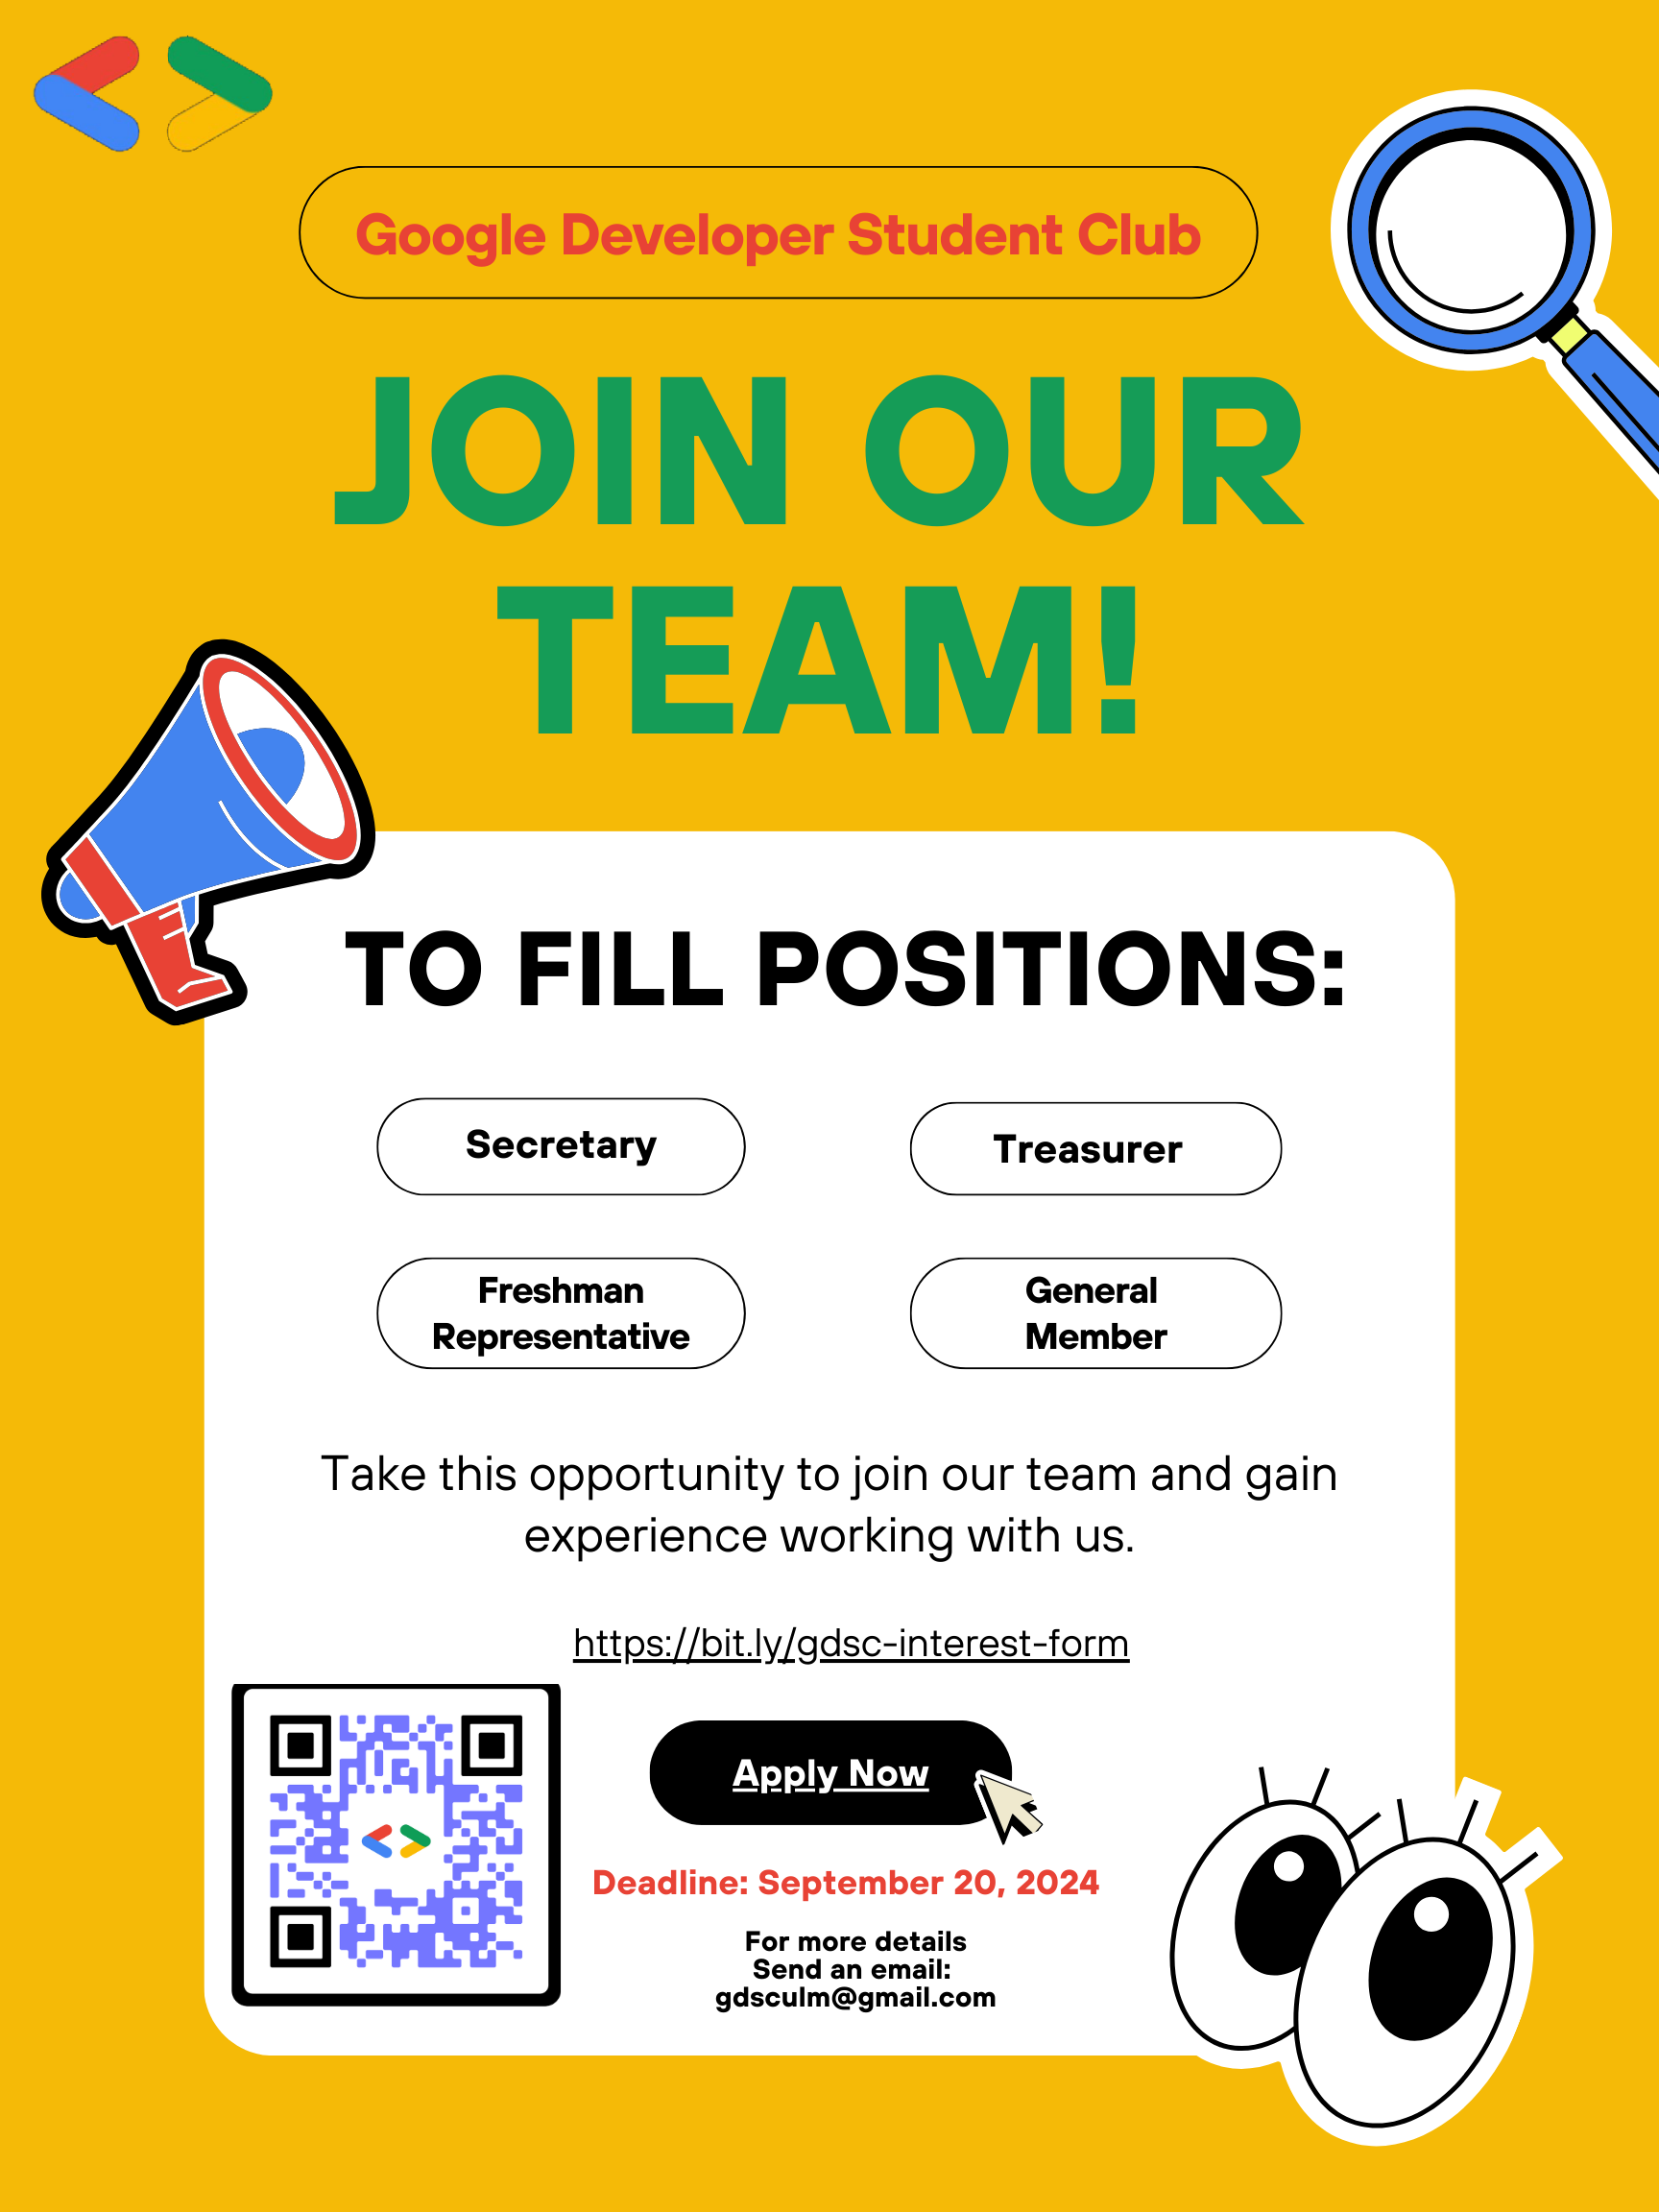 Google Developer Student Club
JOIN OUR
TEAM!
TO FILL POSITIONS:
Secretary
Treasurer
Freshman
Representative
General
Member
Take this opportunity to join our team and gain
experience working with us.
https://bit.ly/gdsc-interest-form
Apply Now
Deadline: September 20, 2024
For more details
Send an email:
gdsculm@gmail.com